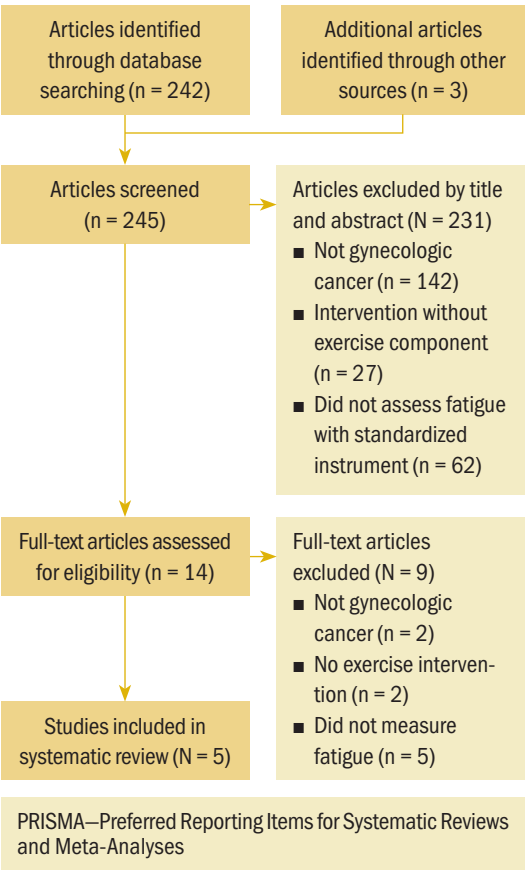 Articles identified
through database
searching (n = 242)
Additional articles
identified through other
sources (n = 3)
Articles screened
(n = 245)
Articles excluded by title
and abstract (N = 231)
■ Not gynecologic
cancer (n = 142)
■ Intervention without
exercise component
(n = 27)
■ Did not assess fatigue
with standardized
instrument (n = 62)
Full-text articles assessed
for eligibility (n = 14)
Full-text articles
excluded (N = 9)
■ Not gynecologic
cancer (n = 2)
■ No exercise interven-
tion (n = 2)
■ Did not measure
fatigue (n = 5)
Studies included in
systematic review (N = 5)
PRISMA—Preferred Reporting Items for Systematic Reviews
and Meta-Analyses